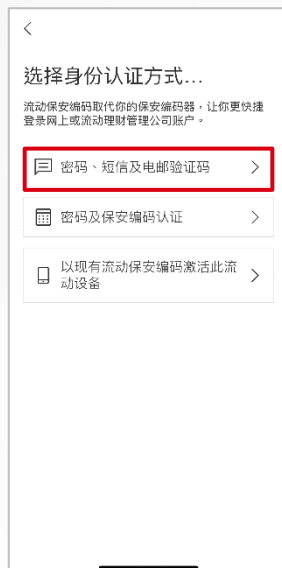 选择身份认证方式...
流动保安编码取代你的保安编码器，让你更快捷
登录网上或流动理财管理公司账户。
密码、短信及电邮验证码
密码及保安编码认证
以现有流动保安编码激活此流
动设备